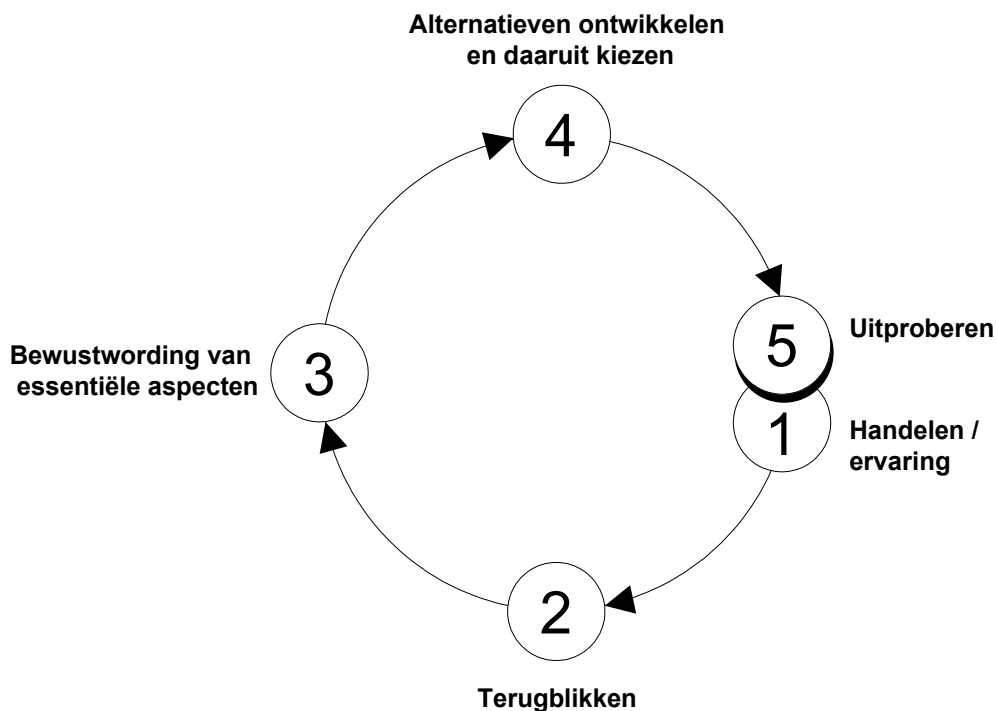 Alternatieven ontwikkelen
en daaruit kiezen
4
5
Uitproberen
Bewustwording van
essentiële aspecten
3
1
Handelen /
ervaring
2
Terugblikken